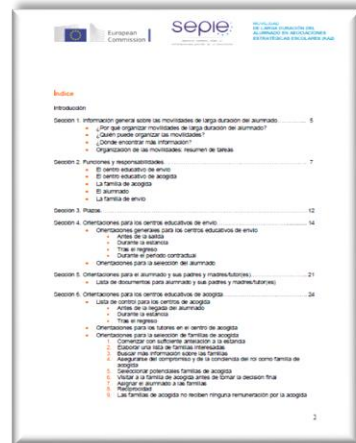 European
Commission
sepie
MOVILIDAD
DE LARGA DURACIÓN DEL
ALUMNADO EN ASOCIACIONES
ESTRATÉGICAS ESCOLARES (KA2)
Índice
Introducción
Sección 1. Información general sobre las movilidades de larga duración del alumnado 5
• ¿Por qué organizar movilidades de larga duración del alumnado?
• ¿Quién puede organizar las movilidades?
• ¿Dónde encontrar más información?
• Organización de las movilidades: resumen de tareas
Sección 2. Funciones y responsabilidades 7
• El centro educativo de envío
• El centro educativo de acogida
• La familia de acogida
• El alumnado
• La familia de envío
Sección 3. Plazos 12
Sección 4. Orientaciones para los centros educativos de envío 14
• Orientaciones generales para los centros educativos de envío
• Antes de la salida
• Durante la estancia
• Tras el regreso
• Durante el periodo contractual
• Orientaciones para la selección del alumnado
Sección 5. Orientaciones para el alumnado y sus padres y madres/tutor(es) 21
• Lista de documentos para alumnado y sus padres y madres/tutor(es)
Sección 6. Orientaciones para los centros educativos de acogida 24
• Lista de control para los centros de acogida
• Antes de la llegada del alumnado
• Durante la estancia
• Tras el regreso
• Orientaciones para los tutores en el centro de acogida
• Orientaciones para la selección de familias de acogida
1. Comenzar con suficiente antelación a la estancia
2. Elaborar una lista de familias interesadas
3. Buscar más información sobre las familias
4. Asegurarse del compromiso y de la conciencia del rol como familia de
acogida
5. Seleccionar potenciales familias de acogida
6. Visitar a la familia de acogida antes de tomar la decisión final
7. Asignar el alumnado a las familias
8. Reciprocidad
9. Las familias de acogida no reciben ninguna remuneración por la acogida
2